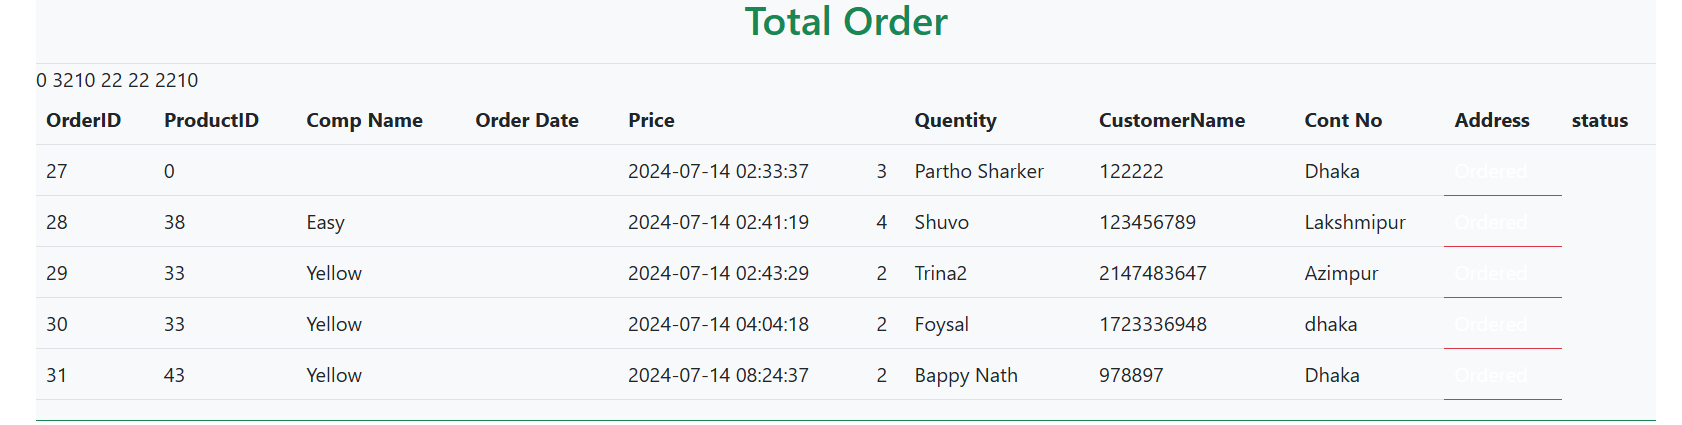 Total Order
0 3210 22 22 2210
OrderID ProductID Comp Name Order Date Price Quentity CustomerName Cont No Address status
27 0 2024-07-14 02:33:37 3 Partho Sharker 122222 Dhaka Ordered
28 38 Easy 2024-07-14 02:41:19 4 Shuvo 123456789 Lakshmipur Ordered
29 33 Yellow 2024-07-14 02:43:29 2 Trina2 2147483647 Azimpur Ordered
30 33 Yellow 2024-07-14 04:04:18 2 Foysal 1723336948 dhaka Ordered
31 43 Yellow 2024-07-14 08:24:37 2 Bappy Nath 978897 Dhaka Ordered